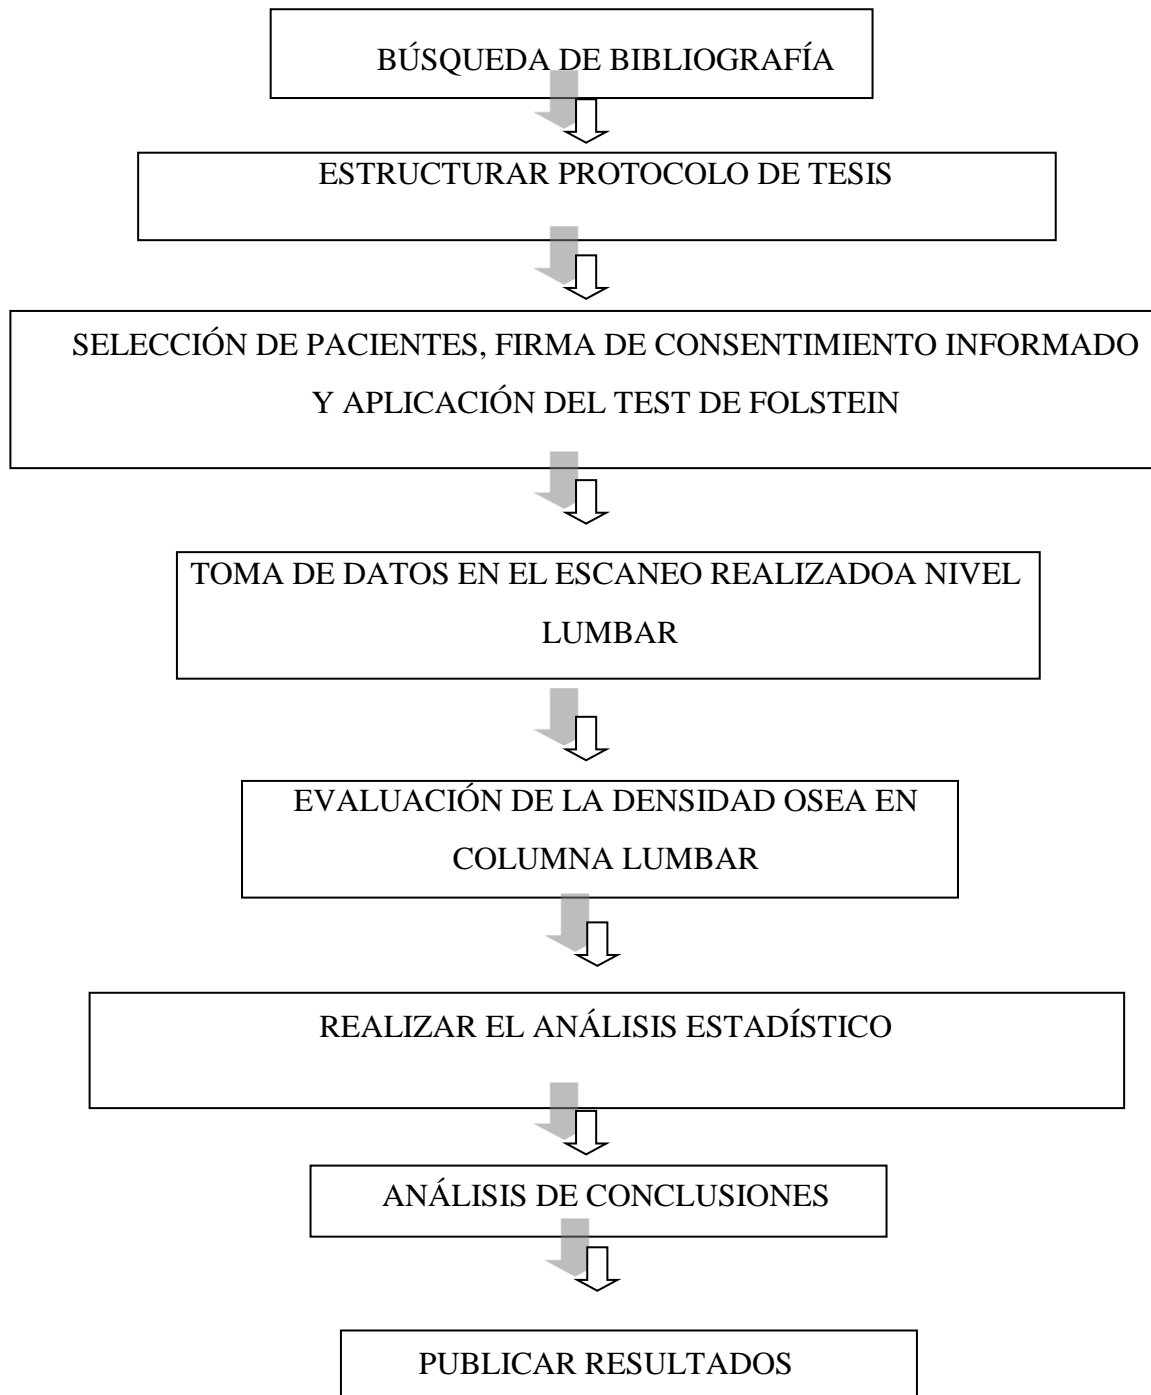 BÚSQUEDA DE BIBLIOGRAFÍA
ESTRUCTURAR PROTOCOLO DE TESIS
SELECCIÓN DE PACIENTES, FIRMA DE CONSENTIMIENTO INFORMADO
Y APLICACIÓN DEL TEST DE FOLSTEIN
TOMA DE DATOS EN EL ESCANEO REALIZADOA NIVEL
LUMBAR
EVALUACIÓN DE LA DENSIDAD OSEA EN
COLUMNA LUMBAR
REALIZAR EL ANÁLISIS ESTADÍSTICO
ANÁLISIS DE CONCLUSIONES
PUBLICAR RESULTADOS